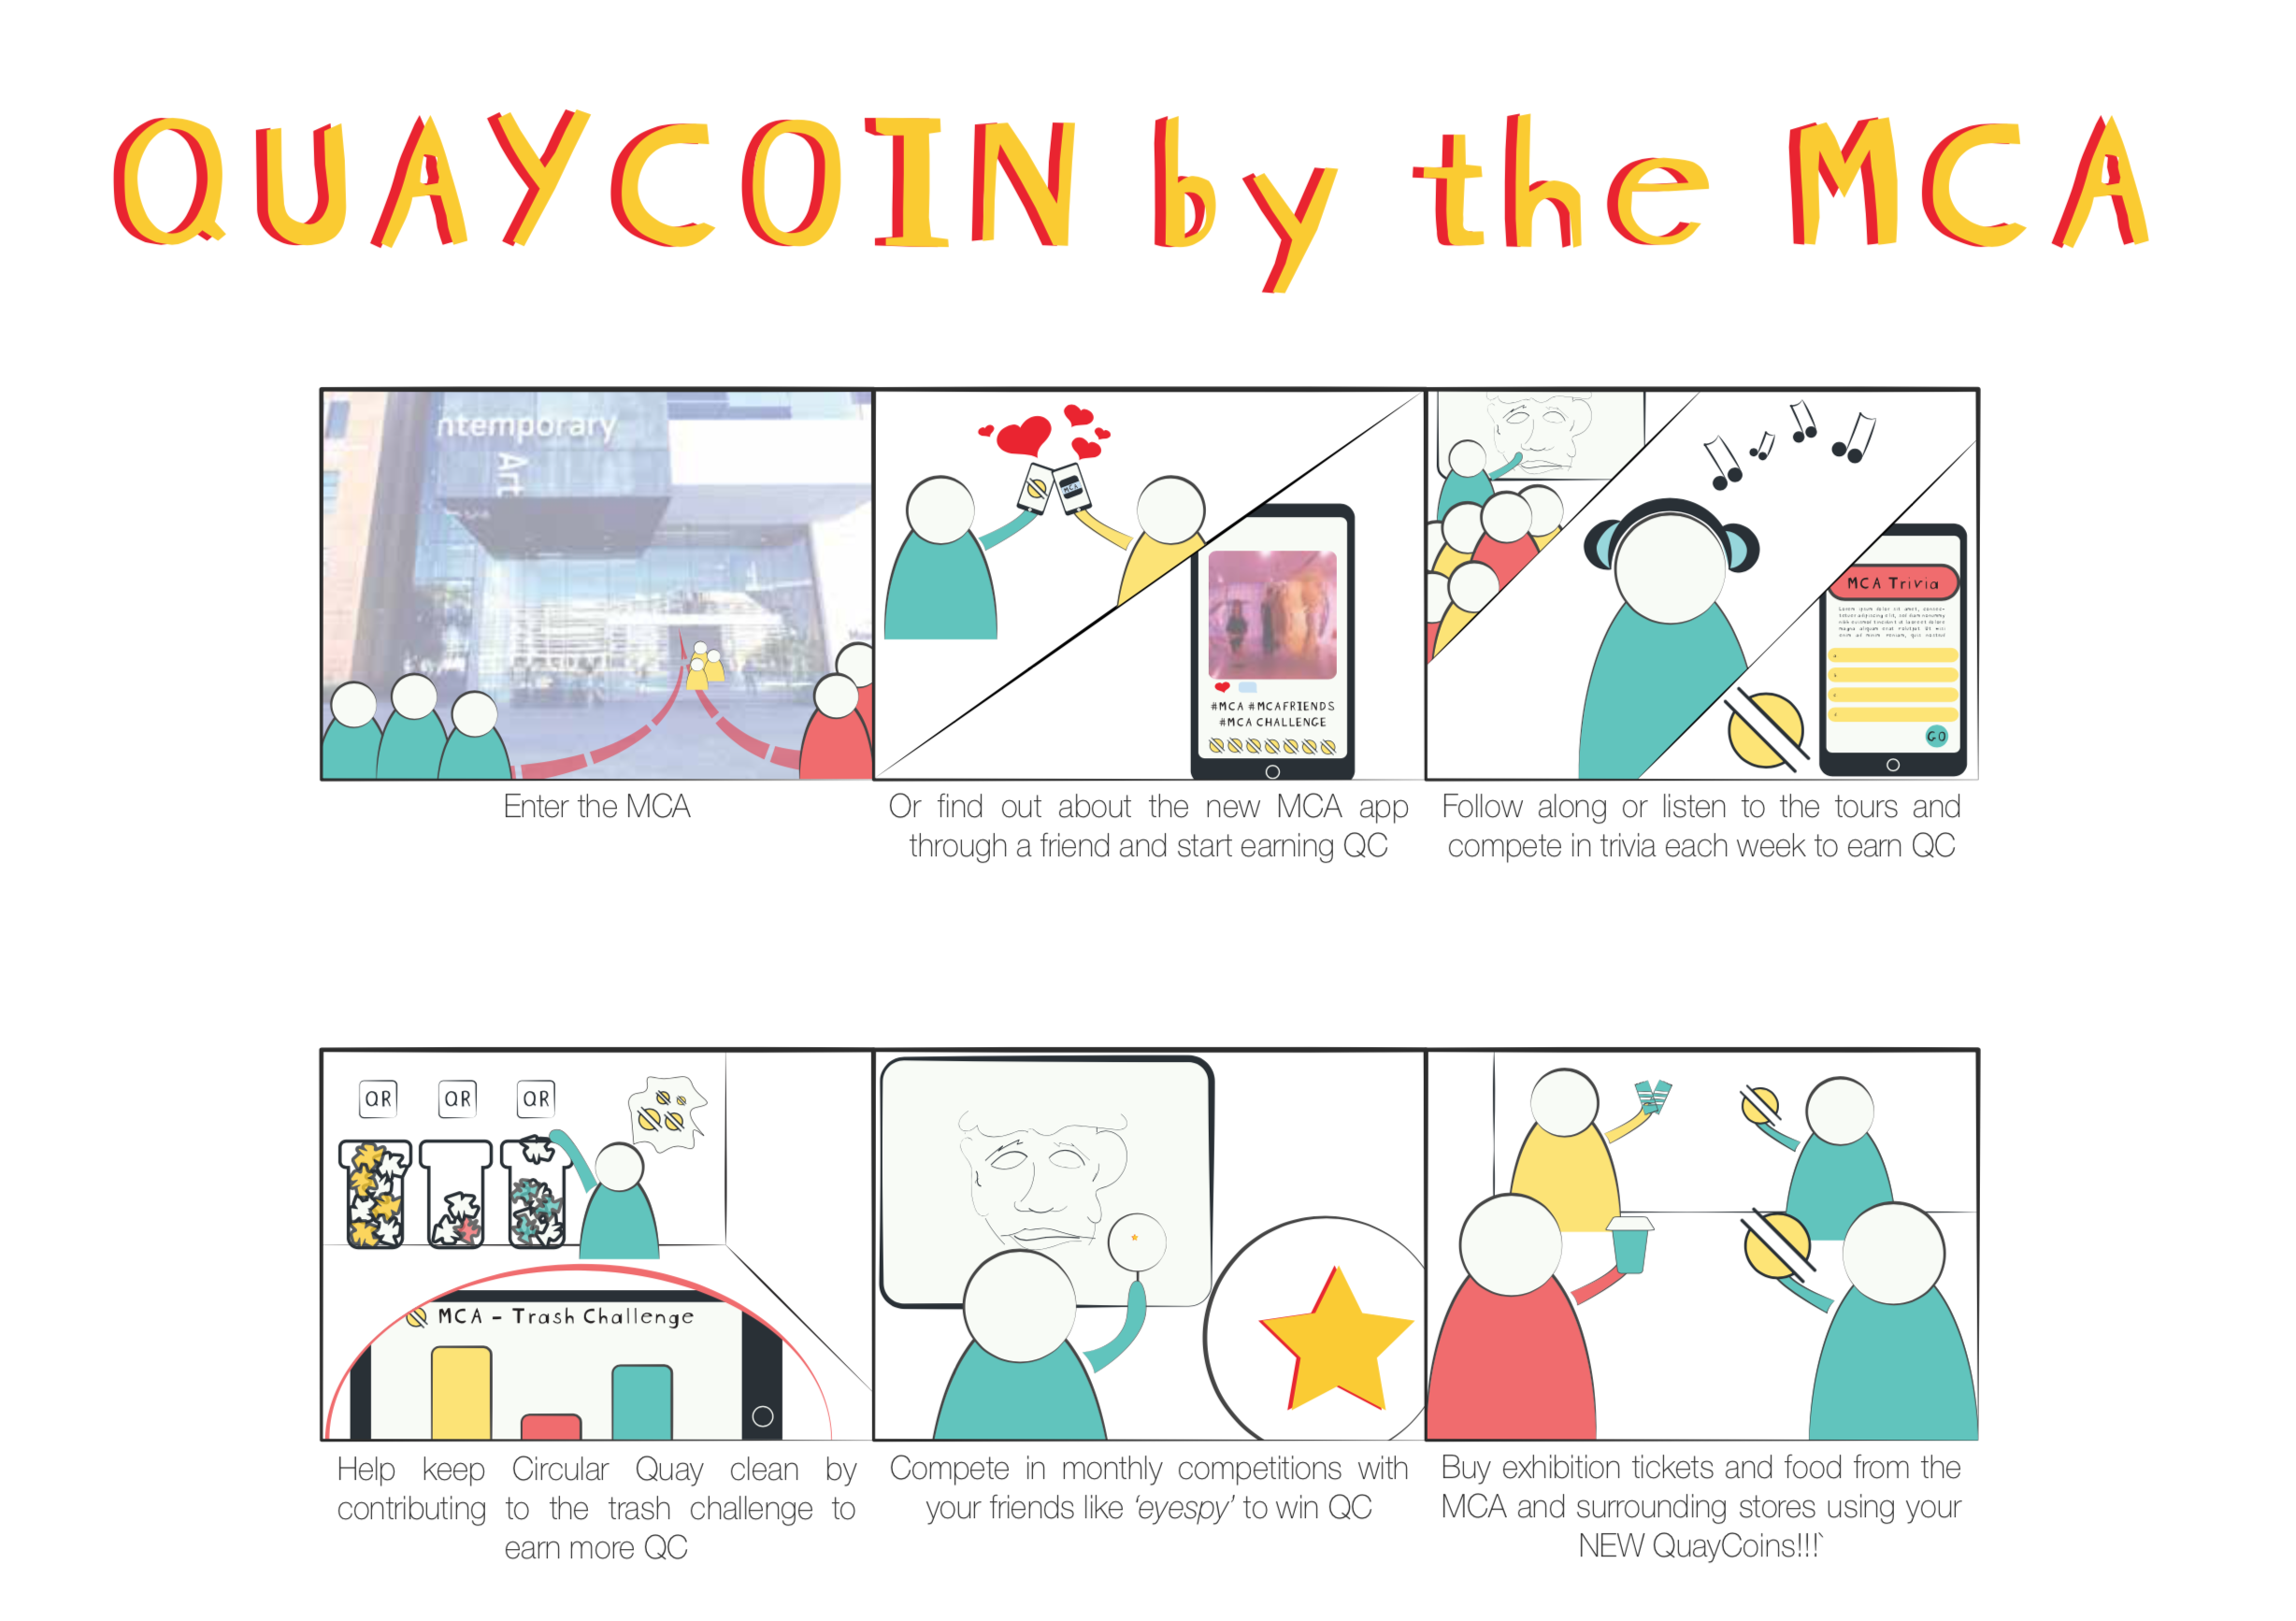 QUAYCOIN by the MCA
ntemporary
Art
MCA
#MCA #MCAFRIENDS
#MCA CHALLENGE
MCA Trivia
GO
Enter the MCA
Or find out about the new MCA app
through a friend and start earning QC
Follow along or listen to the tours and
compete in trivia each week to earn QC
QR
QR
QR
MCA - Trash Challenge
Help keep Circular Quay clean by
contributing to the trash challenge to
earn more QC
Compete in monthly competitions with
your friends like ‘eyespy’ to win QC
Buy exhibition tickets and food from the
MCA and surrounding stores using your
NEW QuayCoins!!!`